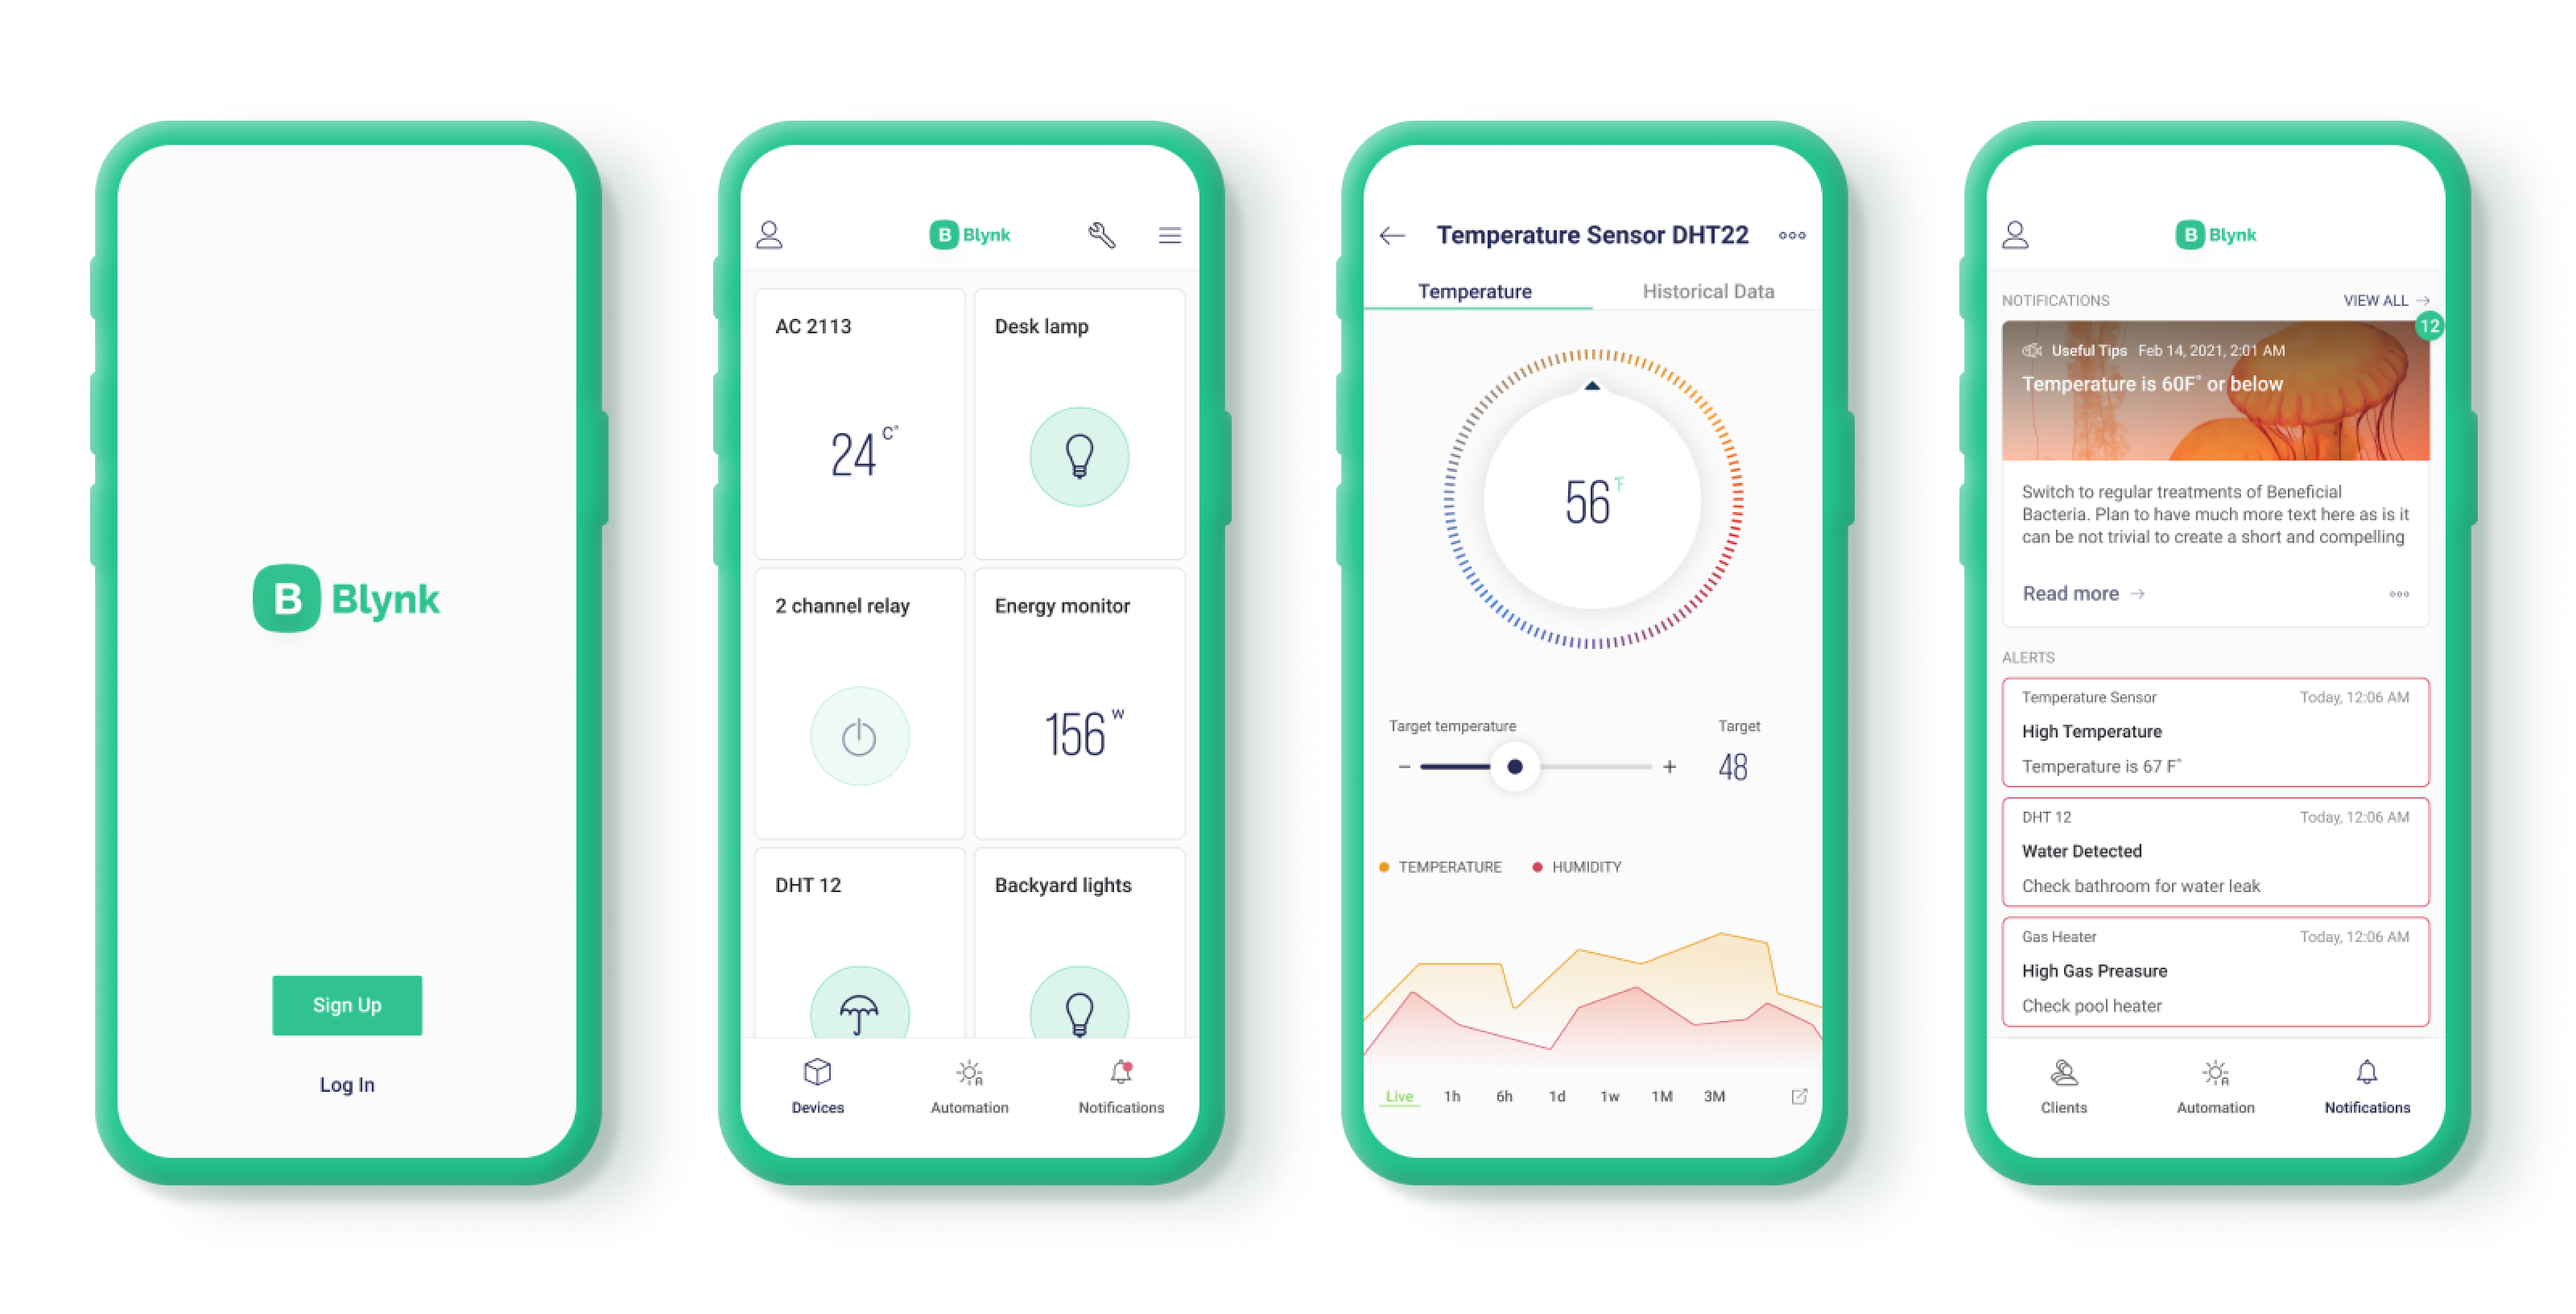 B Blynk
Sign Up
Log In
B Blynk
AC 2113
Desk lamp
24 C°
2 channel relay
Energy monitor
156 W
DHT 12
Backyard lights
Devices
Automation
Notifications
Temperature Sensor DHT22
Temperature
Historical Data
56 °F
Target temperature
Target
− +
48
TEMPERATURE
HUMIDITY
Live 1h 6h 1d 1w 1M 3M
B Blynk
NOTIFICATIONS
VIEW ALL →
12
Useful Tips Feb 14, 2021, 2:01 AM
Temperature is 60F° or below
Switch to regular treatments of Beneficial
Bacteria. Plan to have much more text here as is it
can be not trivial to create a short and compelling
Read more →
ALERTS
Temperature Sensor Today, 12:06 AM
High Temperature
Temperature is 67 F°
DHT 12 Today, 12:06 AM
Water Detected
Check bathroom for water leak
Gas Heater Today, 12:06 AM
High Gas Preasure
Check pool heater
Clients
Automation
Notifications